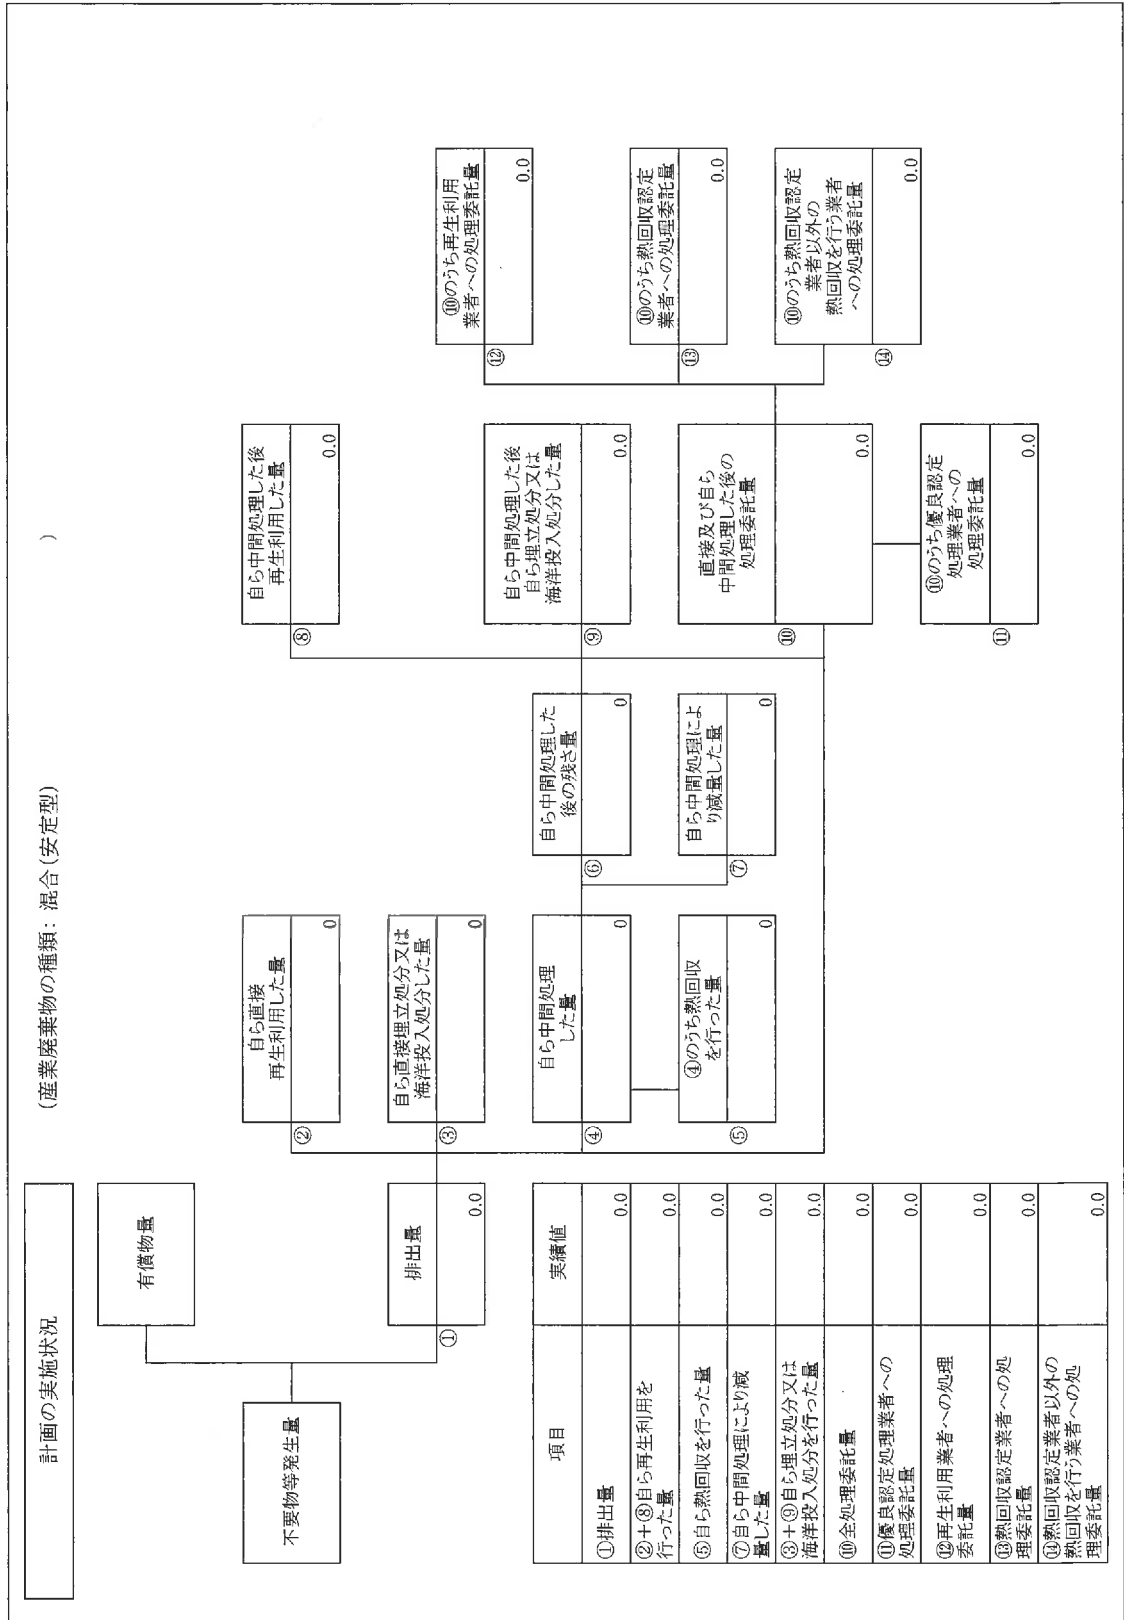 計画の実施状況
(産業廃棄物の種類： 混合(安定型)
)
有償物量
不要物等発生量
排出量
①
0.0
自ら直接
再生利用した量
②
0
自ら直接埋立処分又は
海洋投入処分した量
③
0
自ら中間処理
した量
④
0
④のうち熱回収
を行った量
⑤
0
自ら中間処理した
後の残さ量
⑥
0
自ら中間処理によ
り減量した量
⑦
0
自ら中間処理した後
再生利用した量
⑧
0.0
自ら中間処理した後
自ら埋立処分又は
海洋投入処分した量
⑨
0.0
直接及び自ら
中間処理した後の
処理委託量
⑩
0.0
⑩のうち優良認定
処理業者への
処理委託量
⑪
0.0
⑩のうち再生利用
業者への処理委託量
⑫
0.0
⑩のうち熱回収認定
業者への処理委託量
⑬
0.0
⑩のうち熱回収認定
業者以外の
熱回収を行う業者
への処理委託量
⑭
0.0
項目
実績値
①排出量
0.0
②+⑧自ら再生利用を
行った量
0.0
⑤自ら熱回収を行った量
0.0
⑦自ら中間処理により減
量した量
0.0
③+⑨自ら埋立処分又は
海洋投入処分を行った量
0.0
⑩全処理委託量
0.0
⑪優良認定処理業者への
処理委託量
0.0
⑫再生利用業者への処理
委託量
0.0
⑬熱回収認定業者への処
理委託量
0.0
⑭熱回収認定業者以外の
熱回収を行う業者への処
理委託量
0.0